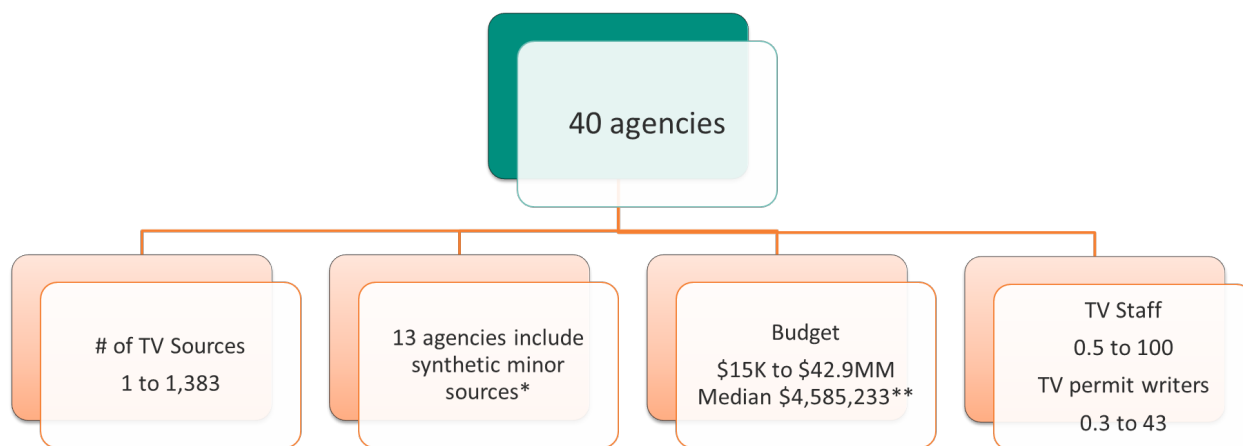 40 agencies
# of TV Sources
1 to 1,383
13 agencies include
synthetic minor
sources*
Budget
$15K to $42.9MM
Median $4,585,233**
TV Staff
0.5 to 100
TV permit writers
0.3 to 43